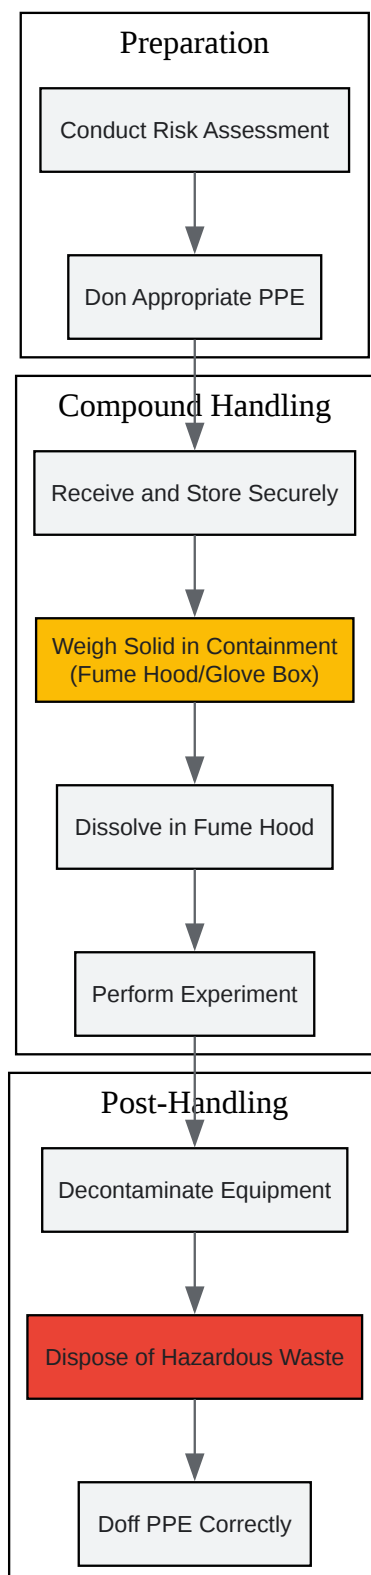 Preparation
Conduct Risk Assessment
Don Appropriate PPE
Compound Handling
Receive and Store Securely
Weigh Solid in Containment
(Fume Hood/Glove Box)
Dissolve in Fume Hood
Perform Experiment
Post-Handling
Decontaminate Equipment
Dispose of Hazardous Waste
Doff PPE Correctly